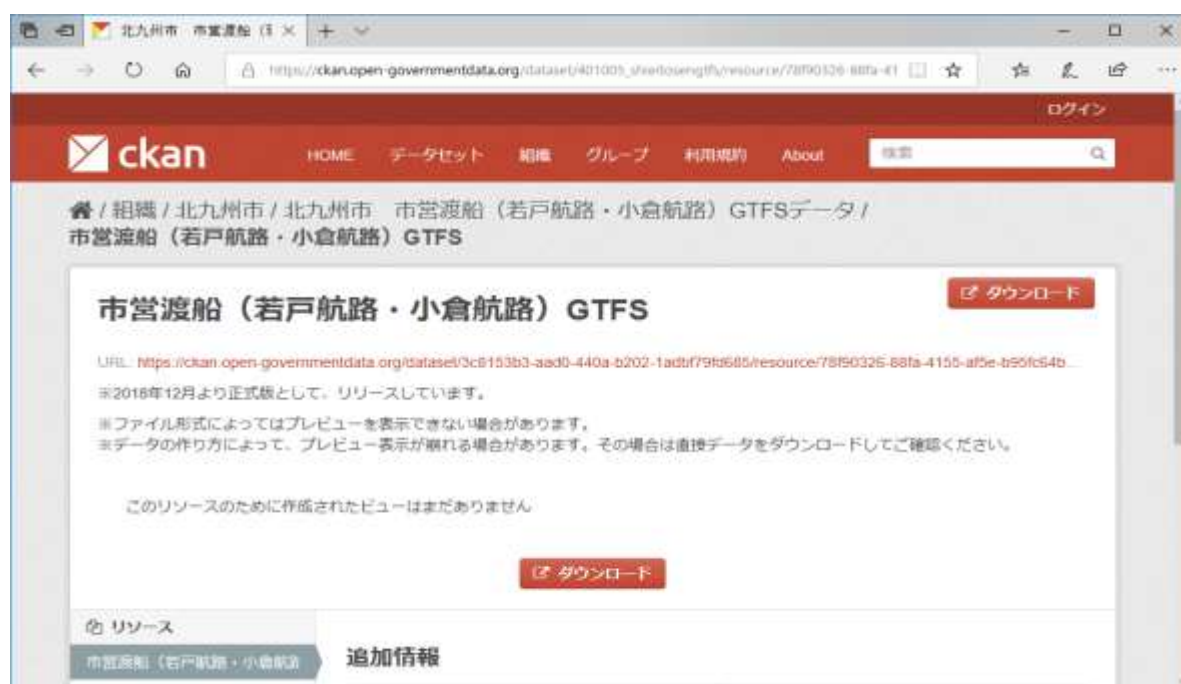 北九州市 市営渡船 (
https://ckan.open-governmentdata.org/dataset/401005_
ログイン
ckan
HOME データセット 組織 グループ 利用規約 About 検索
/ 組織 / 北九州市 / 北九州市 市営渡船（若戸航路・小倉航路）GTFSデータ /
市営渡船（若戸航路・小倉航路）GTFS
ダウンロード
市営渡船（若戸航路・小倉航路）GTFS
URL: https://ckan.open-governmentdata.org/dataset/3c6153b3-aad0-440a-b202-1adbf79fd685/resource/78f90326-88fa-4155-af5e-b95fc64b...
※2018年12月より正式版として、リリースしています。
※ファイル形式によってはプレビューを表示できない場合があります。
※データの作り方によって、プレビュー表示が崩れる場合があります。その場合は直接データをダウンロードしてご確認ください。
このリソースのために作成されたビューはまだありません
ダウンロード
リソース
市営渡船（若戸航路・小倉航路
追加情報